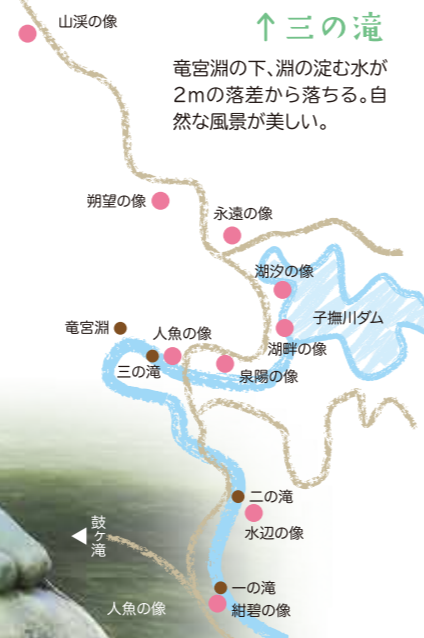 ↑三の滝
竜宮淵の下、淵の淀む水が
2mの落差から落ちる。自
然な風景が美しい。
山渓の像
朔望の像
永遠の像
湖汐の像
子撫川ダム
竜宮淵
人魚の像
湖畔の像
三の滝
泉陽の像
二の滝
水辺の像
鼓ヶ滝
一の滝
人魚の像
紺碧の像